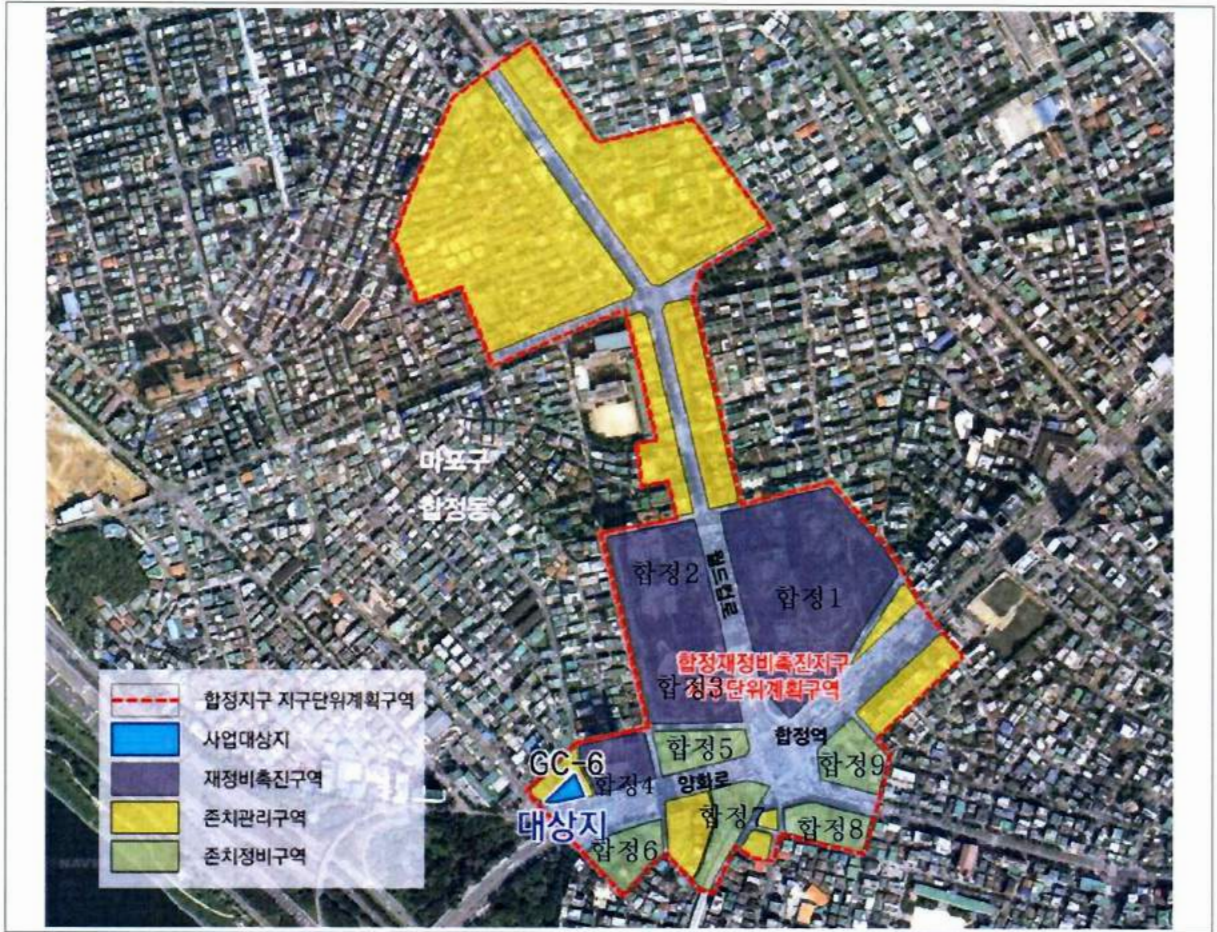 마포구
합정동
합정2
월드컵로
합정1
합정재정비촉진지구
지구단위계획구역
합정3
합정역
합정5
합정9
GC-6
합정4
양화로
대상지
합정7
합정8
합정6
합정지구 지구단위계획구역
사업대상지
재정비촉진구역
존치관리구역
존치정비구역